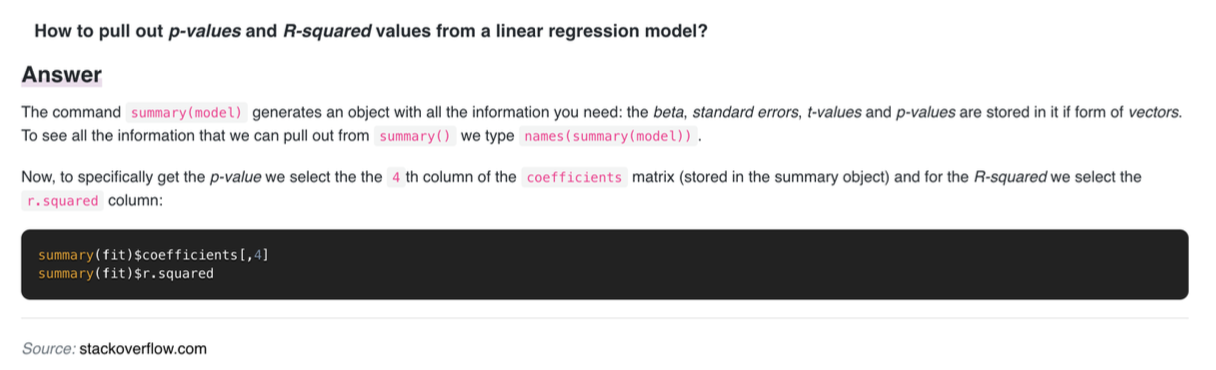 How to pull out p-values and R-squared values from a linear regression model?
Answer
The command summary(model) generates an object with all the information you need: the beta, standard errors, t-values and p-values are stored in it if form of vectors.
To see all the information that we can pull out from summary() we type names(summary(model)) .
Now, to specifically get the p-value we select the the 4 th column of the coefficients matrix (stored in the summary object) and for the R-squared we select the
r.squared column:
summary(fit)$coefficients[,4]
summary(fit)$r.squared
Source: stackoverflow.com